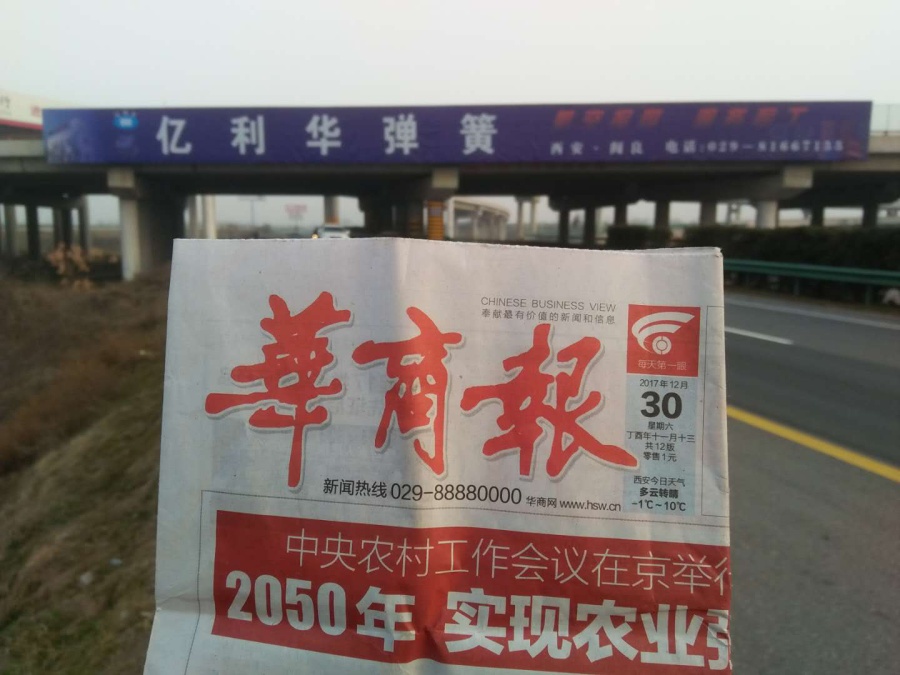 亿利华弹簧
西安·阎良 电话:029-81667155
CHINESE BUSINESS VIEW
奉献最有价值的新闻和信息
華商報
每天第一眼
2017年12月
30
星期六
丁酉年十一月十三
共12版
零售1元
西安今日天气
多云转晴
-1℃~10℃
新闻热线 029-88880000 华商网 www.hsw.cn
中央农村工作会议在京举行
2050年 实现农业强